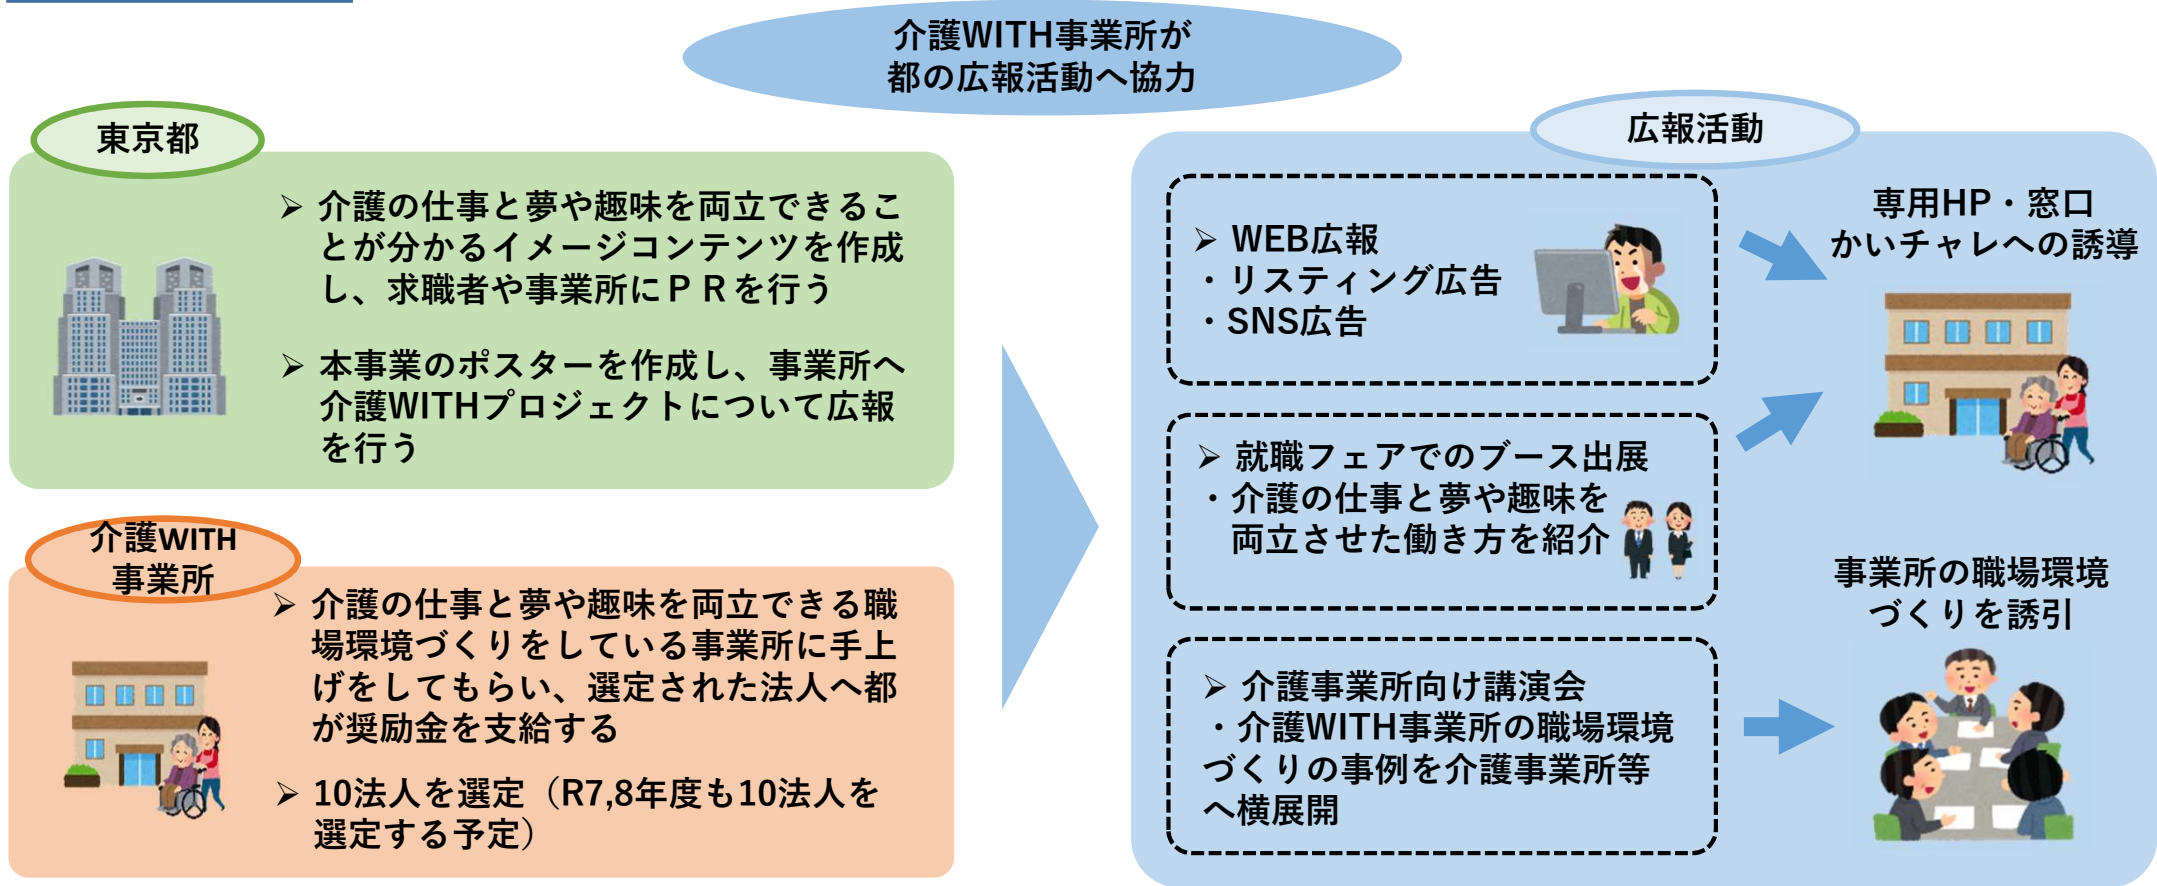 介護WITH事業所が
都の広報活動へ協力
東京都
➢ 介護の仕事と夢や趣味を両立できるこ
とが分かるイメージコンテンツを作成
し、求職者や事業所にＰＲを行う
➢ 本事業のポスターを作成し、事業所へ
介護WITHプロジェクトについて広報
を行う
介護WITH
事業所
➢ 介護の仕事と夢や趣味を両立できる職
場環境づくりをしている事業所に手上
げをしてもらい、選定された法人へ都
が奨励金を支給する
➢ 10法人を選定（R7,8年度も10法人を
選定する予定）
広報活動
➢ WEB広報
・リスティング広告
・SNS広告
➢ 就職フェアでのブース出展
・介護の仕事と夢や趣味を
両立させた働き方を紹介
➢ 介護事業所向け講演会
・介護WITH事業所の職場環境
づくりの事例を介護事業所等
へ横展開
専用HP・窓口
かいチャレへの誘導
事業所の職場環境
づくりを誘引